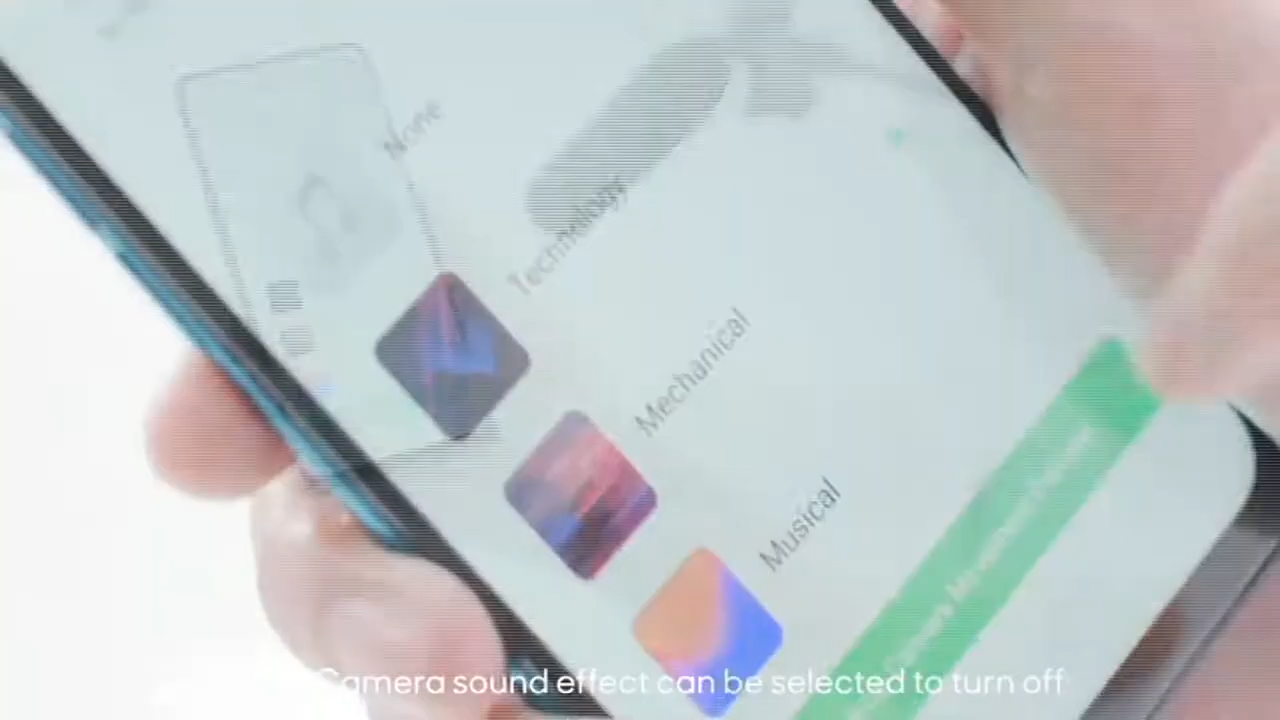 None
Technology
Mechanical
Musical
Camera sound effect can be selected to turn off